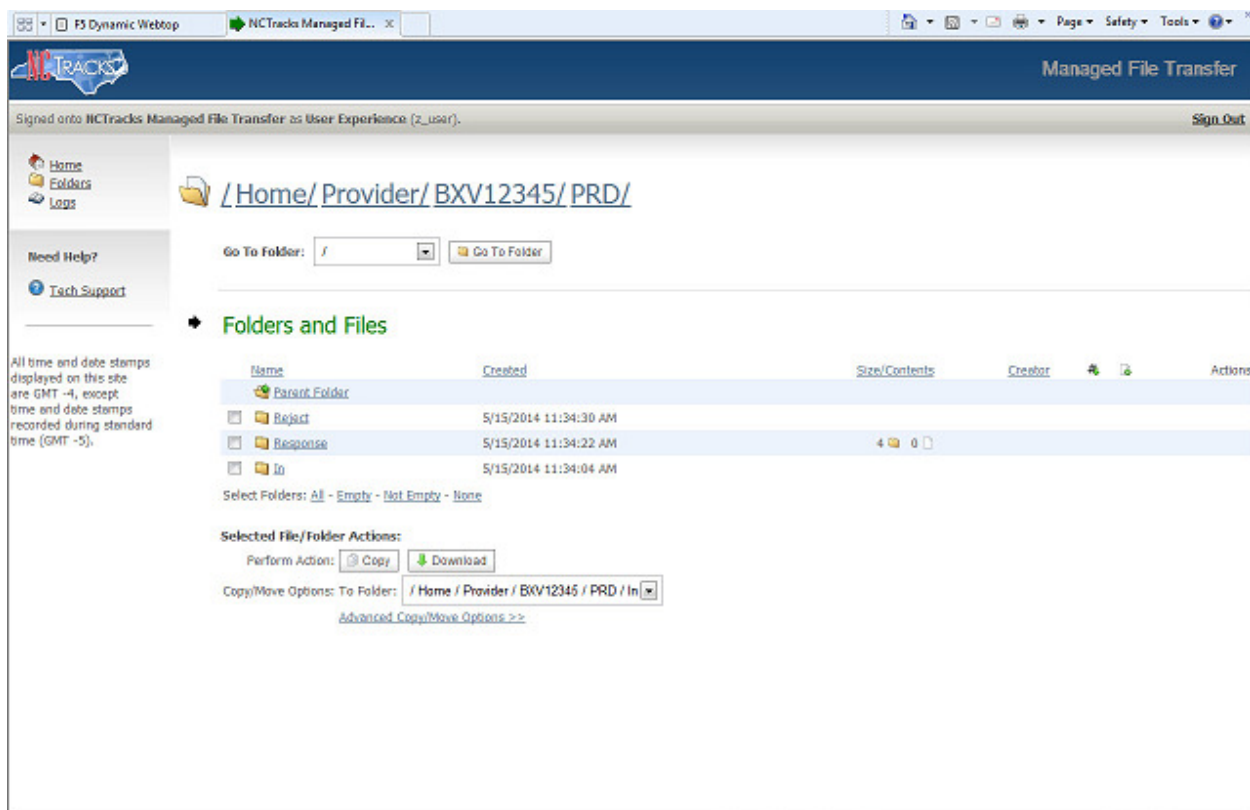 F5 Dynamic Webtop
NCTracks Managed Fil... X
Page Safety Tools
NCTRACKS
Managed File Transfer
Signed onto NCTracks Managed File Transfer as User Experience (z_user).
Sign Out
Home
Folders
Logs
/ Home/ Provider/ BXV12345/ PRD/
Go To Folder: / Go To Folder
Need Help?
Tech Support
All time and date stamps
displayed on this site
are GMT -4, except
time and date stamps
recorded during standard
time (GMT -5).
Folders and Files
Name Created Size/Contents Creator Actions
Parent Folder
Reject 5/15/2014 11:34:30 AM
Response 5/15/2014 11:34:22 AM 4 0
In 5/15/2014 11:34:04 AM
Select Folders: All - Empty - Not Empty - None
Selected File/Folder Actions:
Perform Action: Copy Download
Copy/Move Options: To Folder: / Home / Provider / BXV12345 / PRD / In
Advanced Copy/Move Options >>